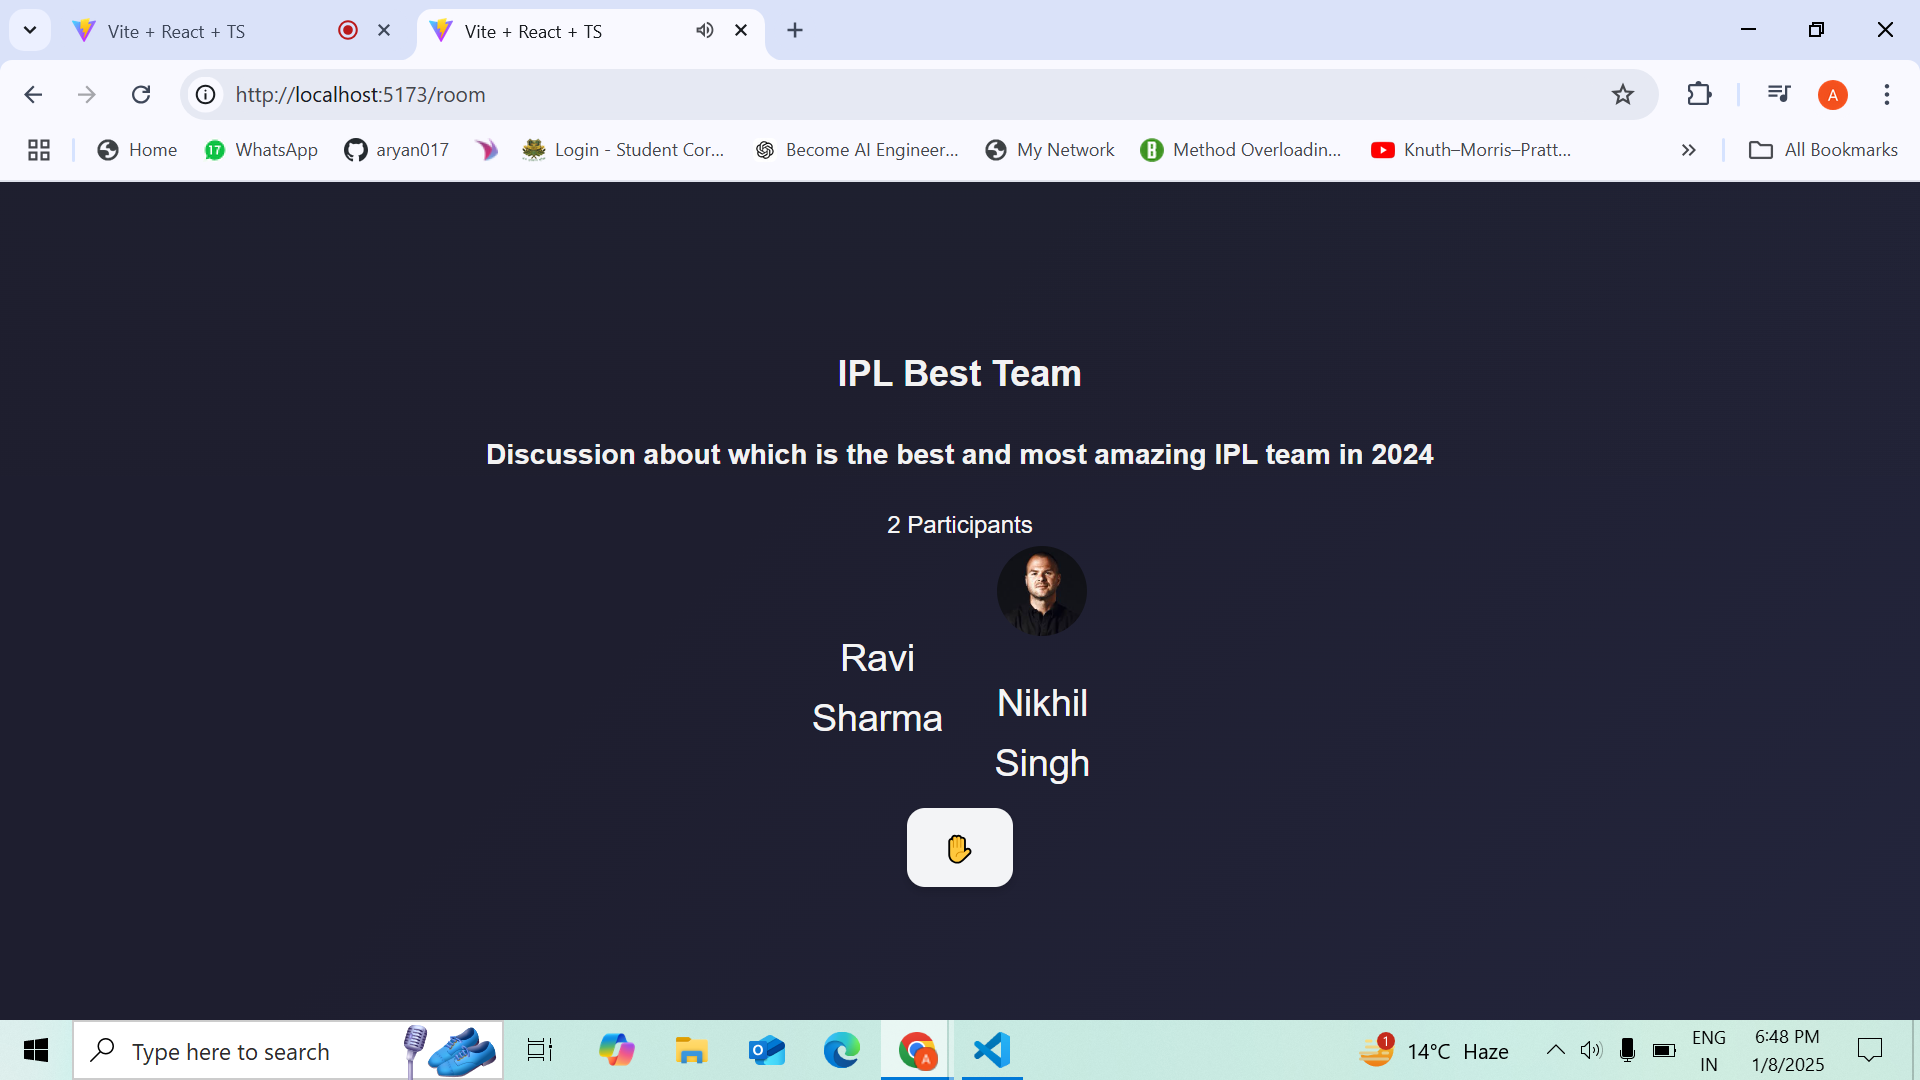 Vite + React + TS
Vite + React + TS
http://localhost:5173/room
A
Home
17
WhatsApp
aryan017
Login - Student Cor...
Become AI Engineer...
My Network
B
Method Overloadin...
Knuth–Morris–Pratt...
All Bookmarks
IPL Best Team
Discussion about which is the best and most amazing IPL team in 2024
2 Participants
Ravi
Sharma
Nikhil
Singh
Type here to search
A
1
14°C Haze
ENG
IN
6:48 PM
1/8/2025